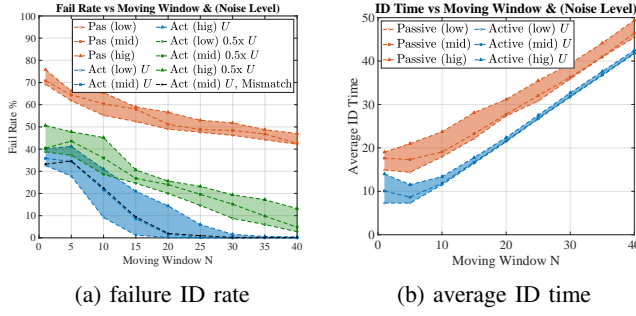 Fail Rate vs Moving Window & (Noise Level)
Pas (low)
Pas (mid)
Pas (hig)
Act (low) U
Act (mid) U
Act (hig) U
Act (low) 0.5x U
Act (mid) 0.5x U
Act (hig) 0.5x U
Act (mid) U, Mismatch
Fail Rate %
100
90
80
70
60
50
40
30
20
10
0
0 5 10 15 20 25 30 35 40
Moving Window N
(a) failure ID rate
ID Time vs Moving Window & (Noise Level)
Passive (low)
Passive (mid)
Passive (hig)
Active (low) U
Active (mid) U
Active (hig) U
Average ID Time
50
40
30
20
10
0
0 10 20 30 40
Moving Window N
(b) average ID time